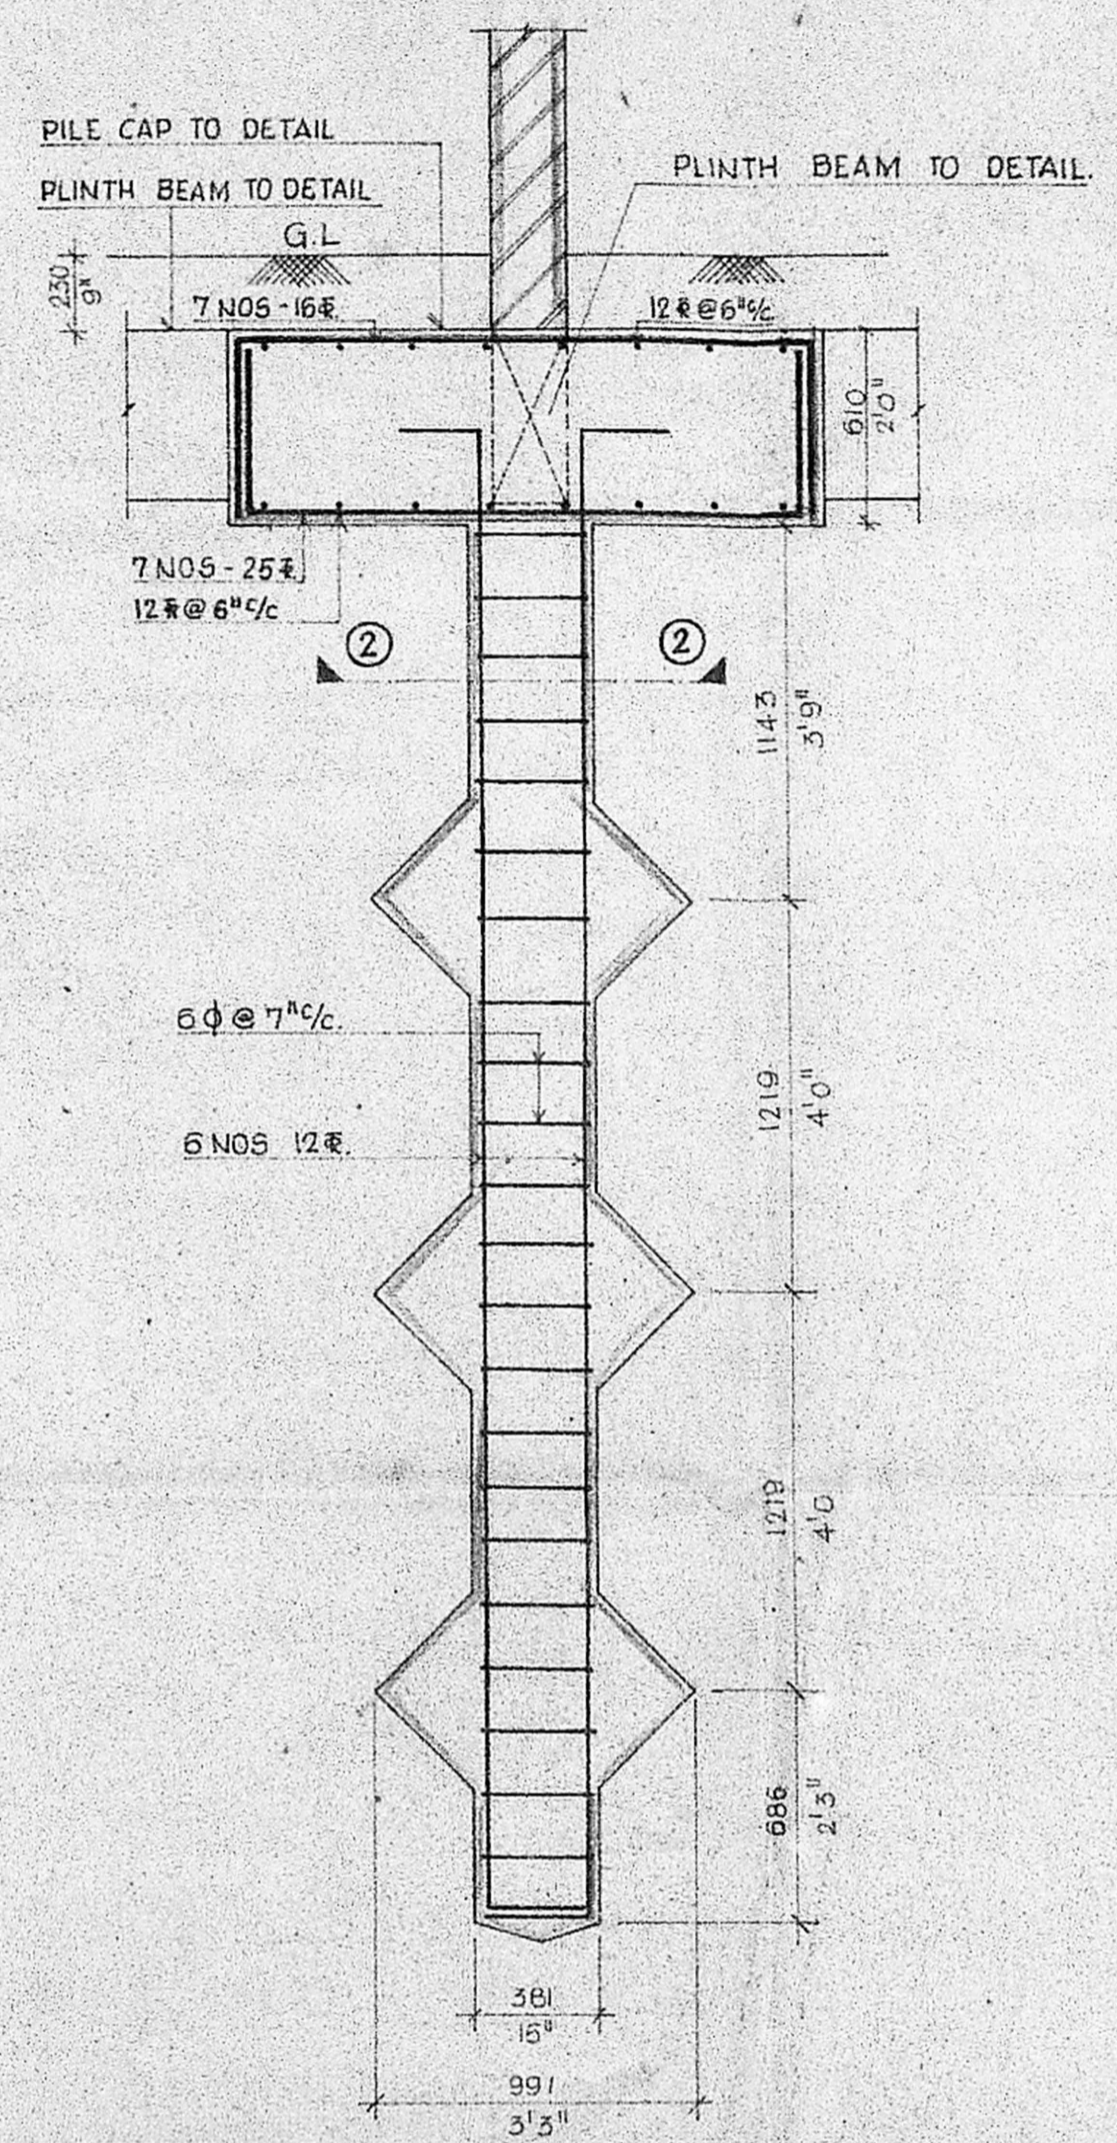 PILE CAP TO DETAIL
PLINTH BEAM TO DETAIL.
PLINTH BEAM TO DETAIL
G.L
230
9"
7 NOS - 16
12 @ 6" c/c.
610
2'0"
7 NOS - 25
12 @ 6" c/c
2
2
1143
3'9"
6 ϕ @ 7" c/c.
1219
4'0"
6 NOS 12
1219
4'0
686
2'3"
381
15"
991
3'3"